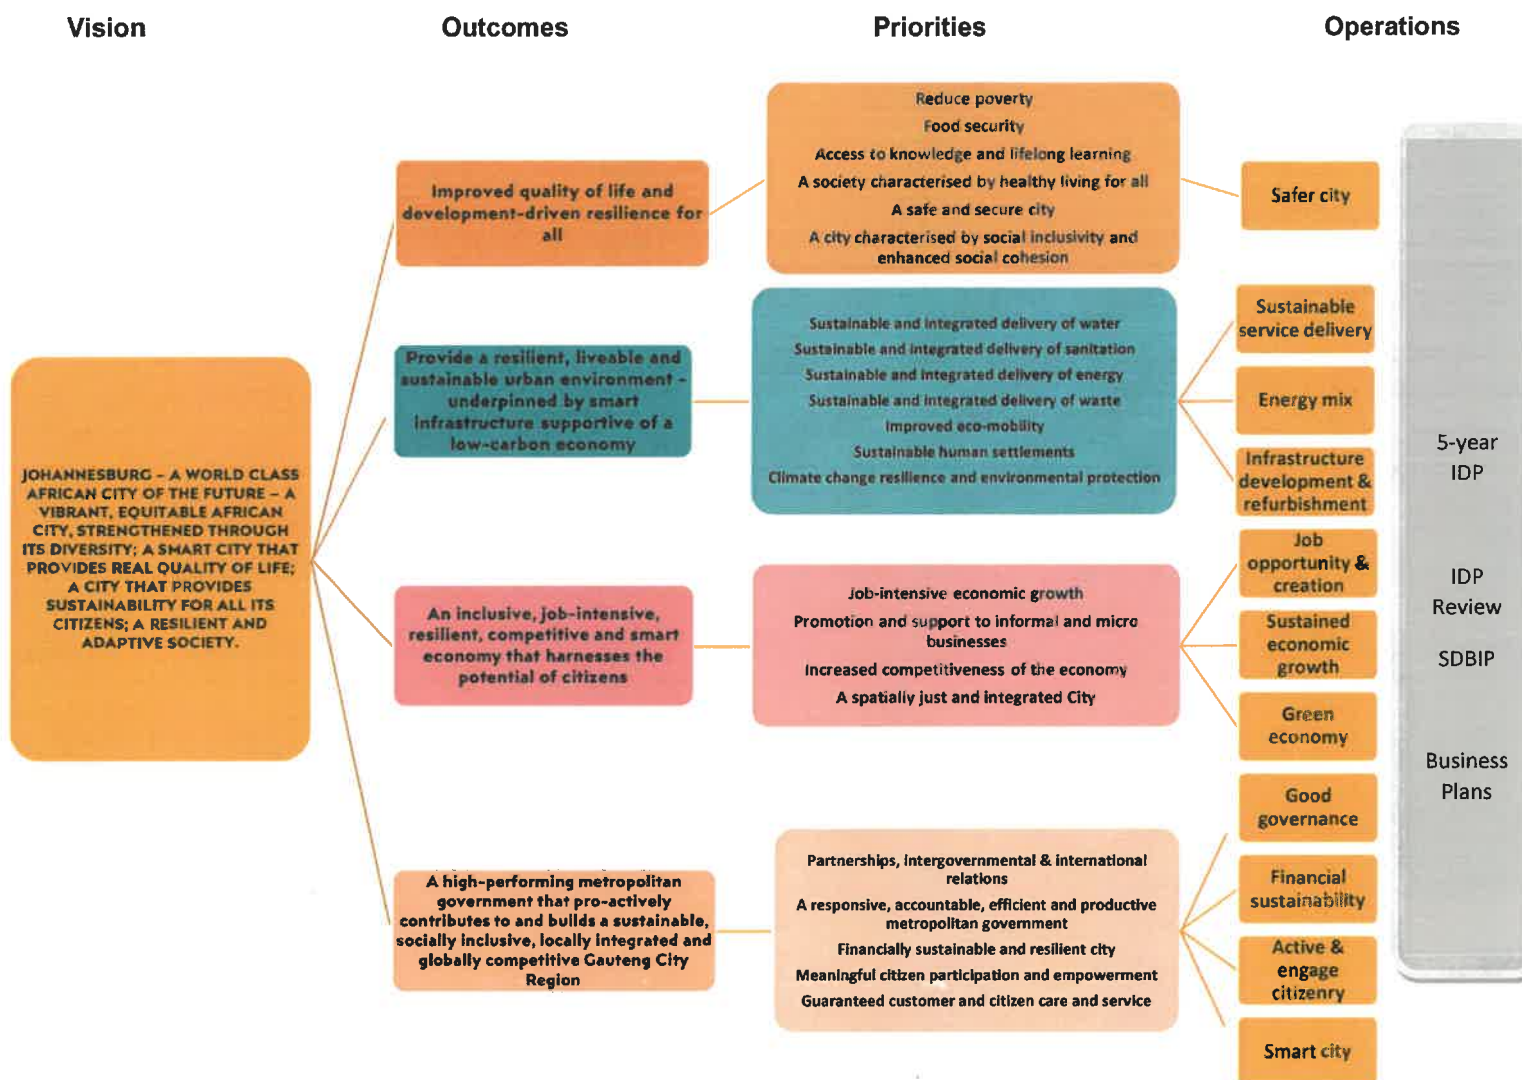 Vision
Outcomes
Priorities
Operations
JOHANNESBURG – A WORLD CLASS
AFRICAN CITY OF THE FUTURE – A
VIBRANT, EQUITABLE AFRICAN
CITY, STRENGTHENED THROUGH
ITS DIVERSITY; A SMART CITY THAT
PROVIDES REAL QUALITY OF LIFE;
A CITY THAT PROVIDES
SUSTAINABILITY FOR ALL ITS
CITIZENS; A RESILIENT AND
ADAPTIVE SOCIETY.
Improved quality of life and
development-driven resilience for
all
Reduce poverty
Food security
Access to knowledge and lifelong learning
A society characterised by healthy living for all
A safe and secure city
A city characterised by social inclusivity and
enhanced social cohesion
Safer city
Provide a resilient, liveable and
sustainable urban environment –
underpinned by smart
infrastructure supportive of a
low-carbon economy
Sustainable and integrated delivery of water
Sustainable and integrated delivery of sanitation
Sustainable and integrated delivery of energy
Sustainable and integrated delivery of waste
Improved eco-mobility
Sustainable human settlements
Climate change resilience and environmental protection
Sustainable
service delivery
Energy mix
Infrastructure
development &
refurbishment
An inclusive, job-intensive,
resilient, competitive and smart
economy that harnesses the
potential of citizens
Job-intensive economic growth
Promotion and support to informal and micro
businesses
Increased competitiveness of the economy
A spatially just and integrated City
Job
opportunity &
creation
Sustained
economic
growth
Green
economy
A high-performing metropolitan
government that pro-actively
contributes to and builds a sustainable,
socially inclusive, locally integrated and
globally competitive Gauteng City
Region
Partnerships, intergovernmental & international
relations
A responsive, accountable, efficient and productive
metropolitan government
Financially sustainable and resilient city
Meaningful citizen participation and empowerment
Guaranteed customer and citizen care and service
Good
governance
Financial
sustainability
Active &
engage
citizenry
Smart city
5-year
IDP
IDP
Review
SDBIP
Business
Plans